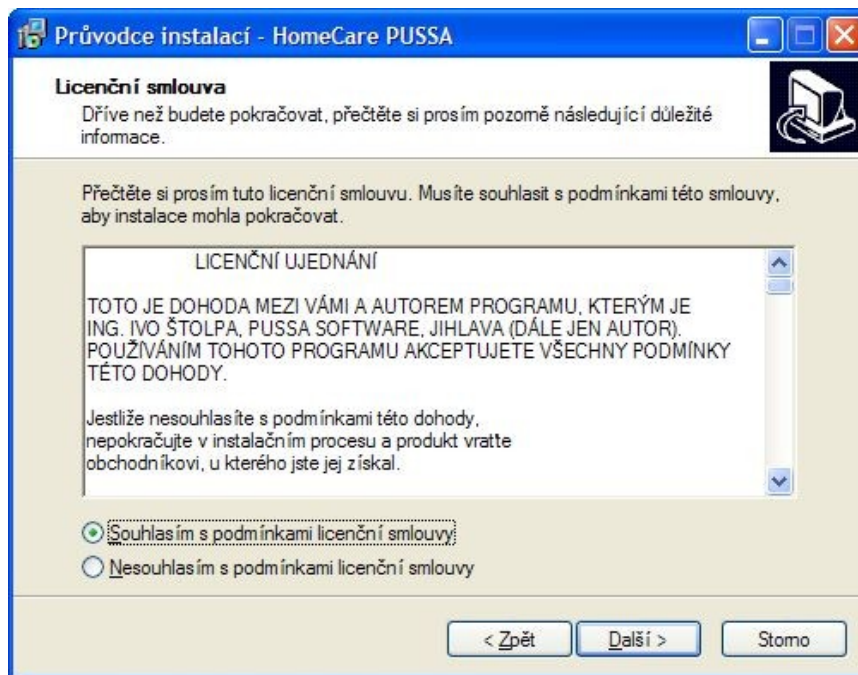 Průvodce instalací - HomeCare PUSSA
Licenční smlouva
Dříve než budete pokračovat, přečtěte si prosím pozorně následující důležité
informace.
Přečtěte si prosím tuto licenční smlouvu. Musíte souhlasit s podmínkami této smlouvy,
aby instalace mohla pokračovat.
LICENČNÍ UJEDNÁNÍ
TOTO JE DOHODA MEZI VÁMI A AUTOREM PROGRAMU, KTERÝM JE
ING. IVO ŠTOLPA, PUSSA SOFTWARE, JIHLAVA (DÁLE JEN AUTOR).
POUŽÍVÁNÍM TOHOTO PROGRAMU AKCEPTUJETE VŠECHNY PODMÍNKY
TÉTO DOHODY.
Jestliže nesouhlasíte s podmínkami této dohody,
nepokračujte v instalačním procesu a produkt vraťte
obchodníkovi, u kterého jste jej získal.
Souhlasím s podmínkami licenční smlouvy
Nesouhlasím s podmínkami licenční smlouvy
< Zpět Další > Storno